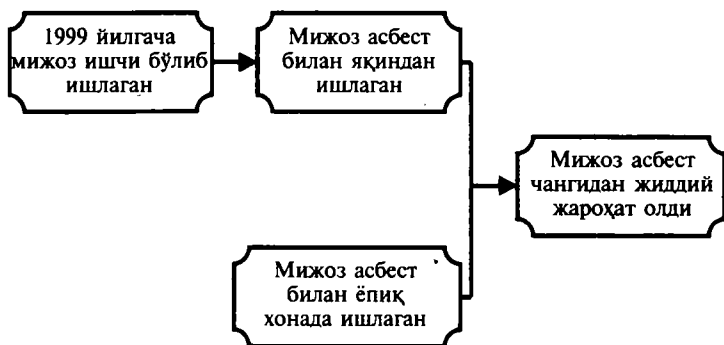 1999 йилгача
мижоз ишчи бўлиб
ишлаган
Мижоз асбест
билан яқиндан
ишлаган
Мижоз асбест
чангидан жиддий
жароҳат олди
Мижоз асбест
билан ёпиқ
хонада ишлаган